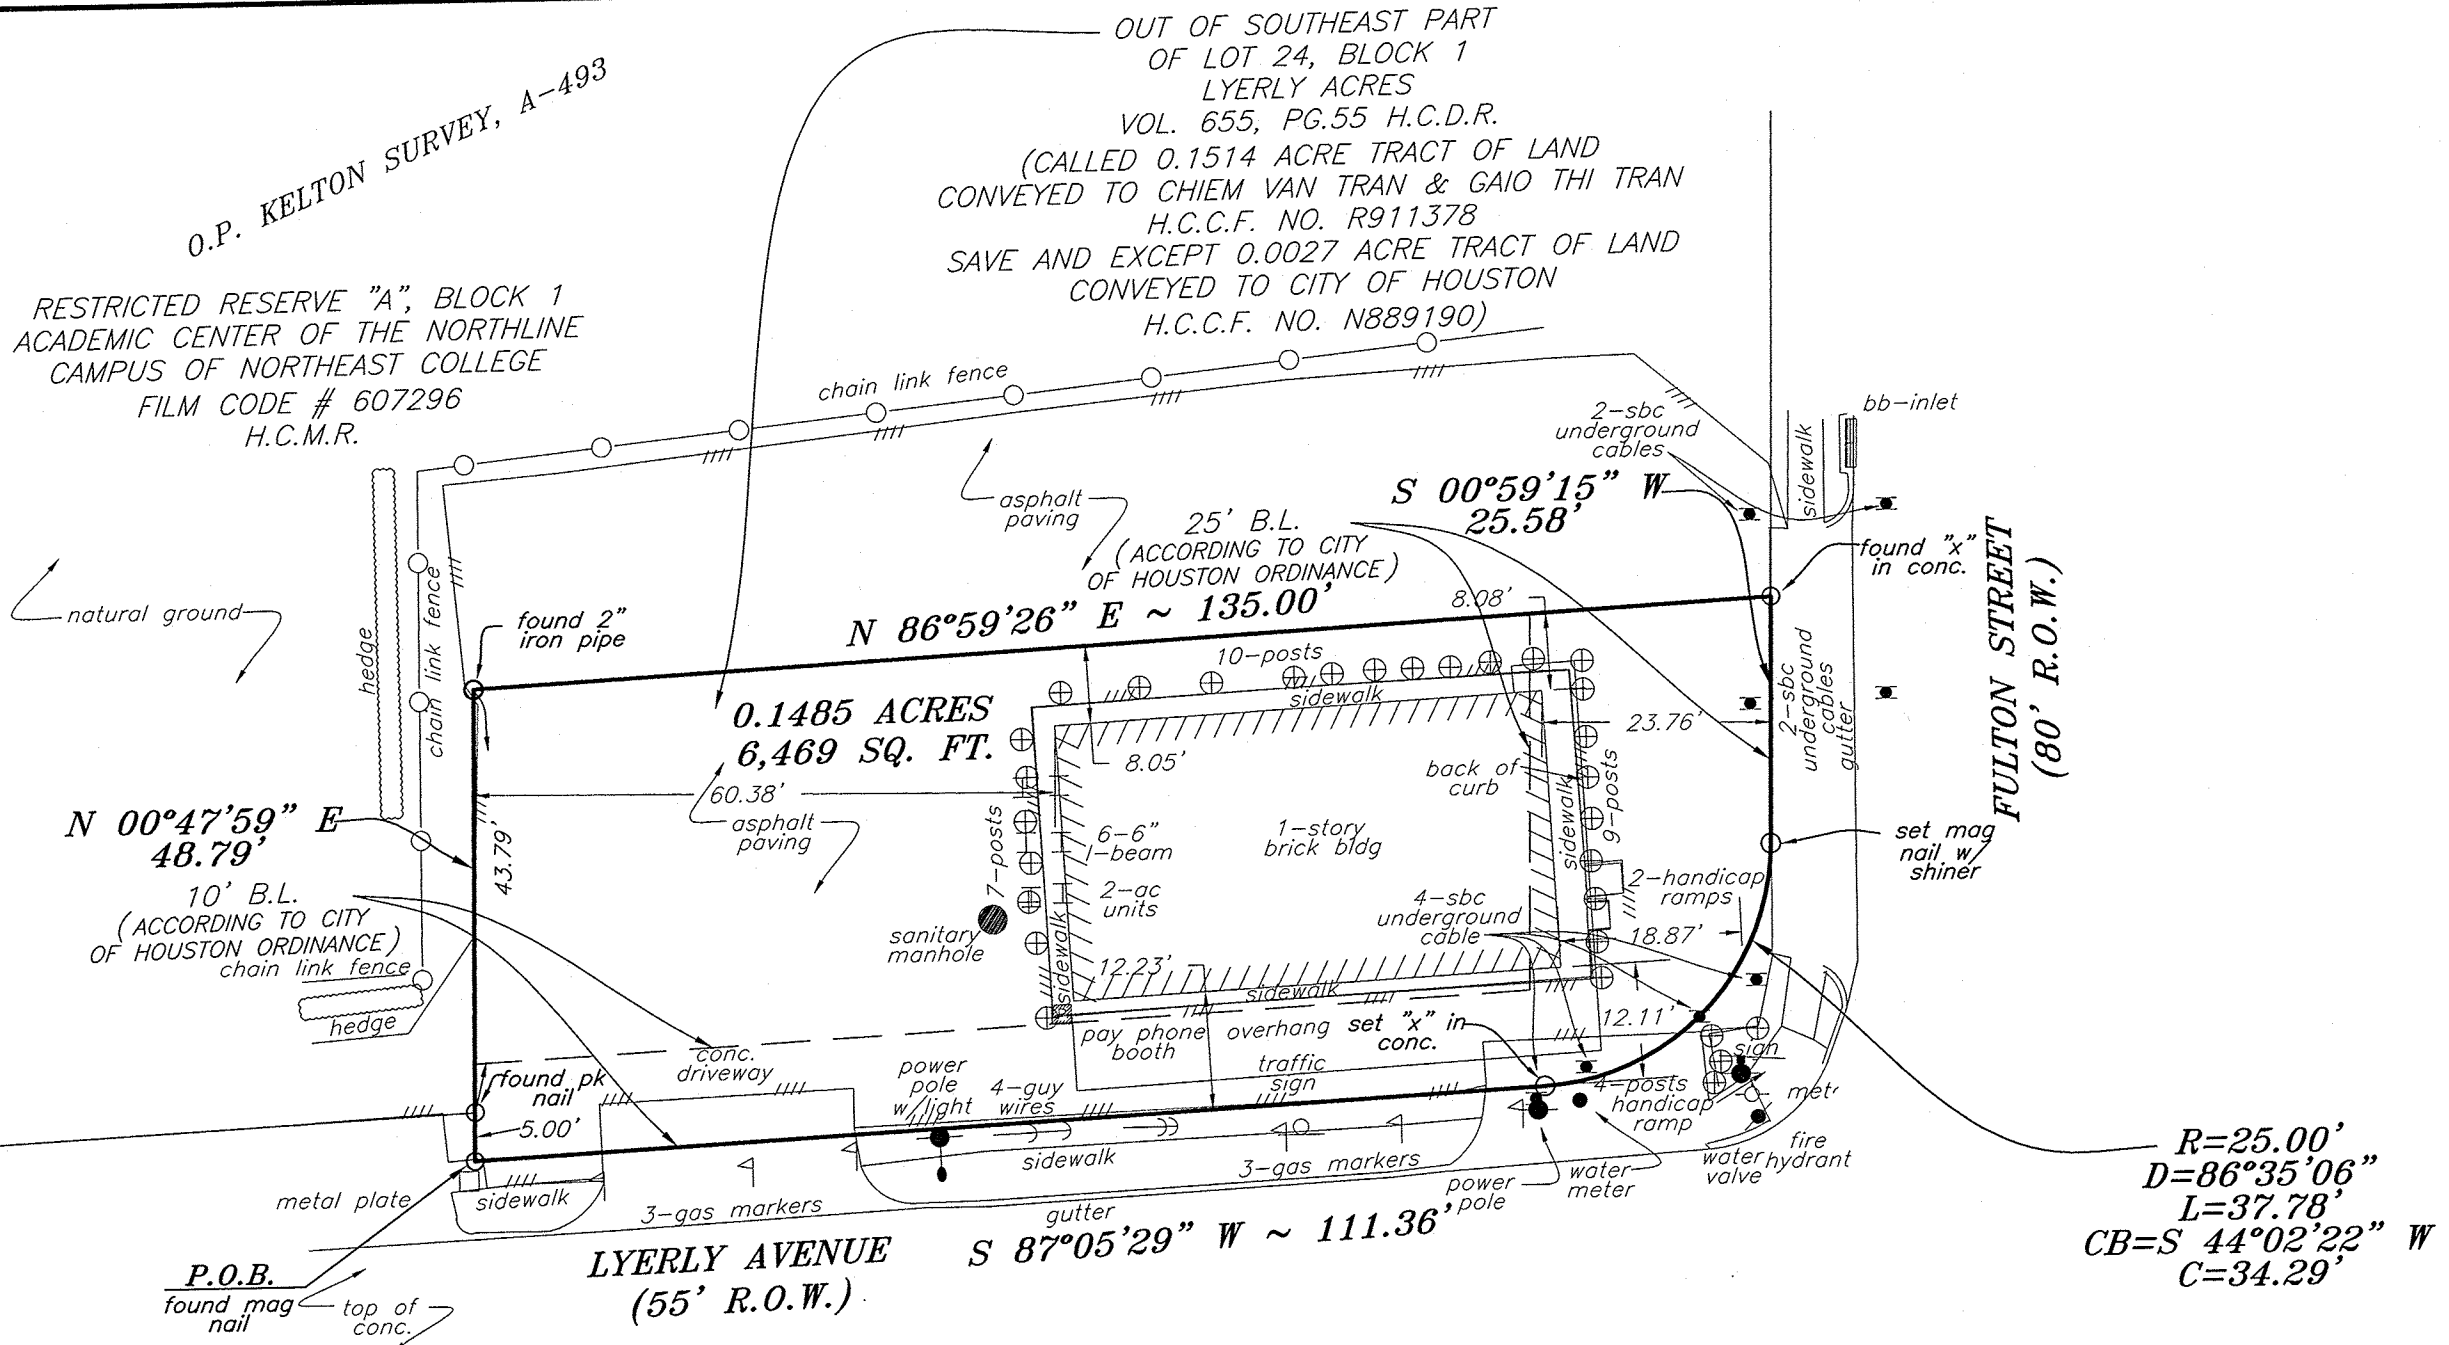 OUT OF SOUTHEAST PART
OF LOT 24, BLOCK 1
LYERLY ACRES
VOL. 655, PG.55 H.C.D.R.
(CALLED 0.1514 ACRE TRACT OF LAND
CONVEYED TO CHIEM VAN TRAN & GAIO THI TRAN
H.C.C.F. NO. R911378
SAVE AND EXCEPT 0.0027 ACRE TRACT OF LAND
CONVEYED TO CITY OF HOUSTON
H.C.C.F. NO. N889190)
O.P. KELTON SURVEY, A-493
RESTRICTED RESERVE "A", BLOCK 1
ACADEMIC CENTER OF THE NORTHLINE
CAMPUS OF NORTHEAST COLLEGE
FILM CODE # 607296
H.C.M.R.
chain link fence
2-sbc
underground
cables
bb-inlet
sidewalk
S 00°59'15" W
25.58'
asphalt
paving
25' B.L.
(ACCORDING TO CITY
OF HOUSTON ORDINANCE)
found "x"
in conc.
FULTON STREET
(80' R.O.W.)
natural ground
hedge
chain link fence
found 2"
iron pipe
N 86°59'26" E ~ 135.00'
8.08'
10-posts
sidewalk
2-sbc
underground
cables
gutter
0.1485 ACRES
6,469 SQ. FT.
23.76'
8.05'
back of
curb
60.38'
asphalt
paving
7-posts
6-6"
I-beam
1-story
brick bldg
sidewalk
9-posts
set mag
nail w/
shiner
N 00°47'59" E
48.79'
43.79'
10' B.L.
(ACCORDING TO CITY
OF HOUSTON ORDINANCE)
chain link fence
hedge
2-ac
units
sanitary
manhole
sidewalk
4-sbc
underground
cable
2-handicap
ramps
18.87'
12.23'
sidewalk
12.11'
pay phone
booth
overhang
set "x" in
conc.
conc.
driveway
found pk
nail
5.00'
power
pole
w/light
4-guy
wires
traffic
sign
sign
4-posts
handicap
ramp
metr
fire
hydrant
water
valve
water
meter
power
pole
sidewalk
3-gas markers
metal plate
sidewalk
3-gas markers
gutter
LYERLY AVENUE
(55' R.O.W.)
S 87°05'29" W ~ 111.36'
P.O.B.
found mag
nail
top of
conc.
R=25.00'
D=86°35'06"
L=37.78'
CB=S 44°02'22" W
C=34.29'